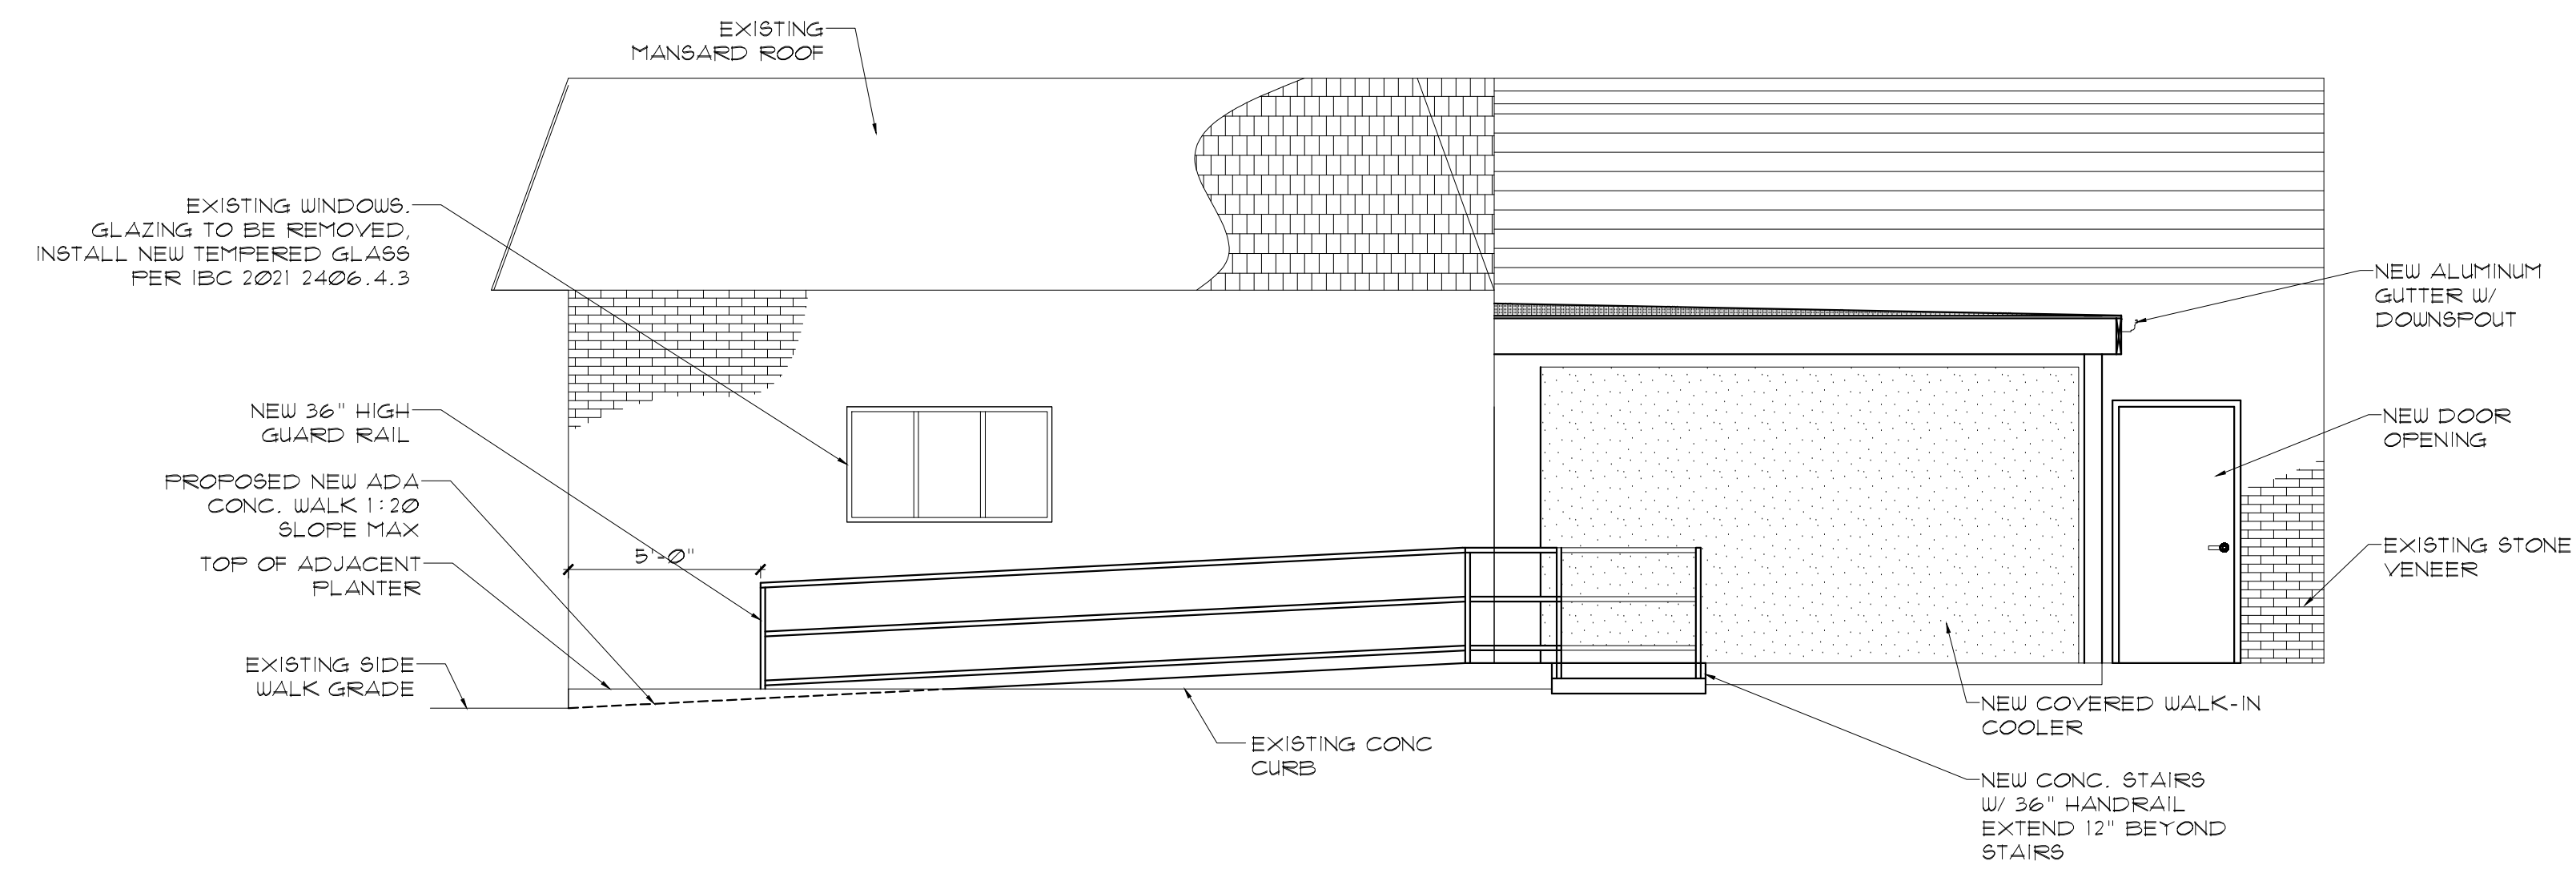 EXISTING
MANSARD ROOF
EXISTING WINDOWS.
GLAZING TO BE REMOVED,
INSTALL NEW TEMPERED GLASS
PER IBC 2021 2406.4.3
NEW 36" HIGH
GUARD RAIL
PROPOSED NEW ADA
CONC. WALK 1:20
SLOPE MAX
TOP OF ADJACENT
PLANTER
EXISTING SIDE
WALK GRADE
5'-0"
EXISTING CONC
CURB
NEW ALUMINUM
GUTTER W/
DOWNSPOUT
NEW DOOR
OPENING
EXISTING STONE
VENEER
NEW COVERED WALK-IN
COOLER
NEW CONC. STAIRS
W/ 36" HANDRAIL
EXTEND 12" BEYOND
STAIRS